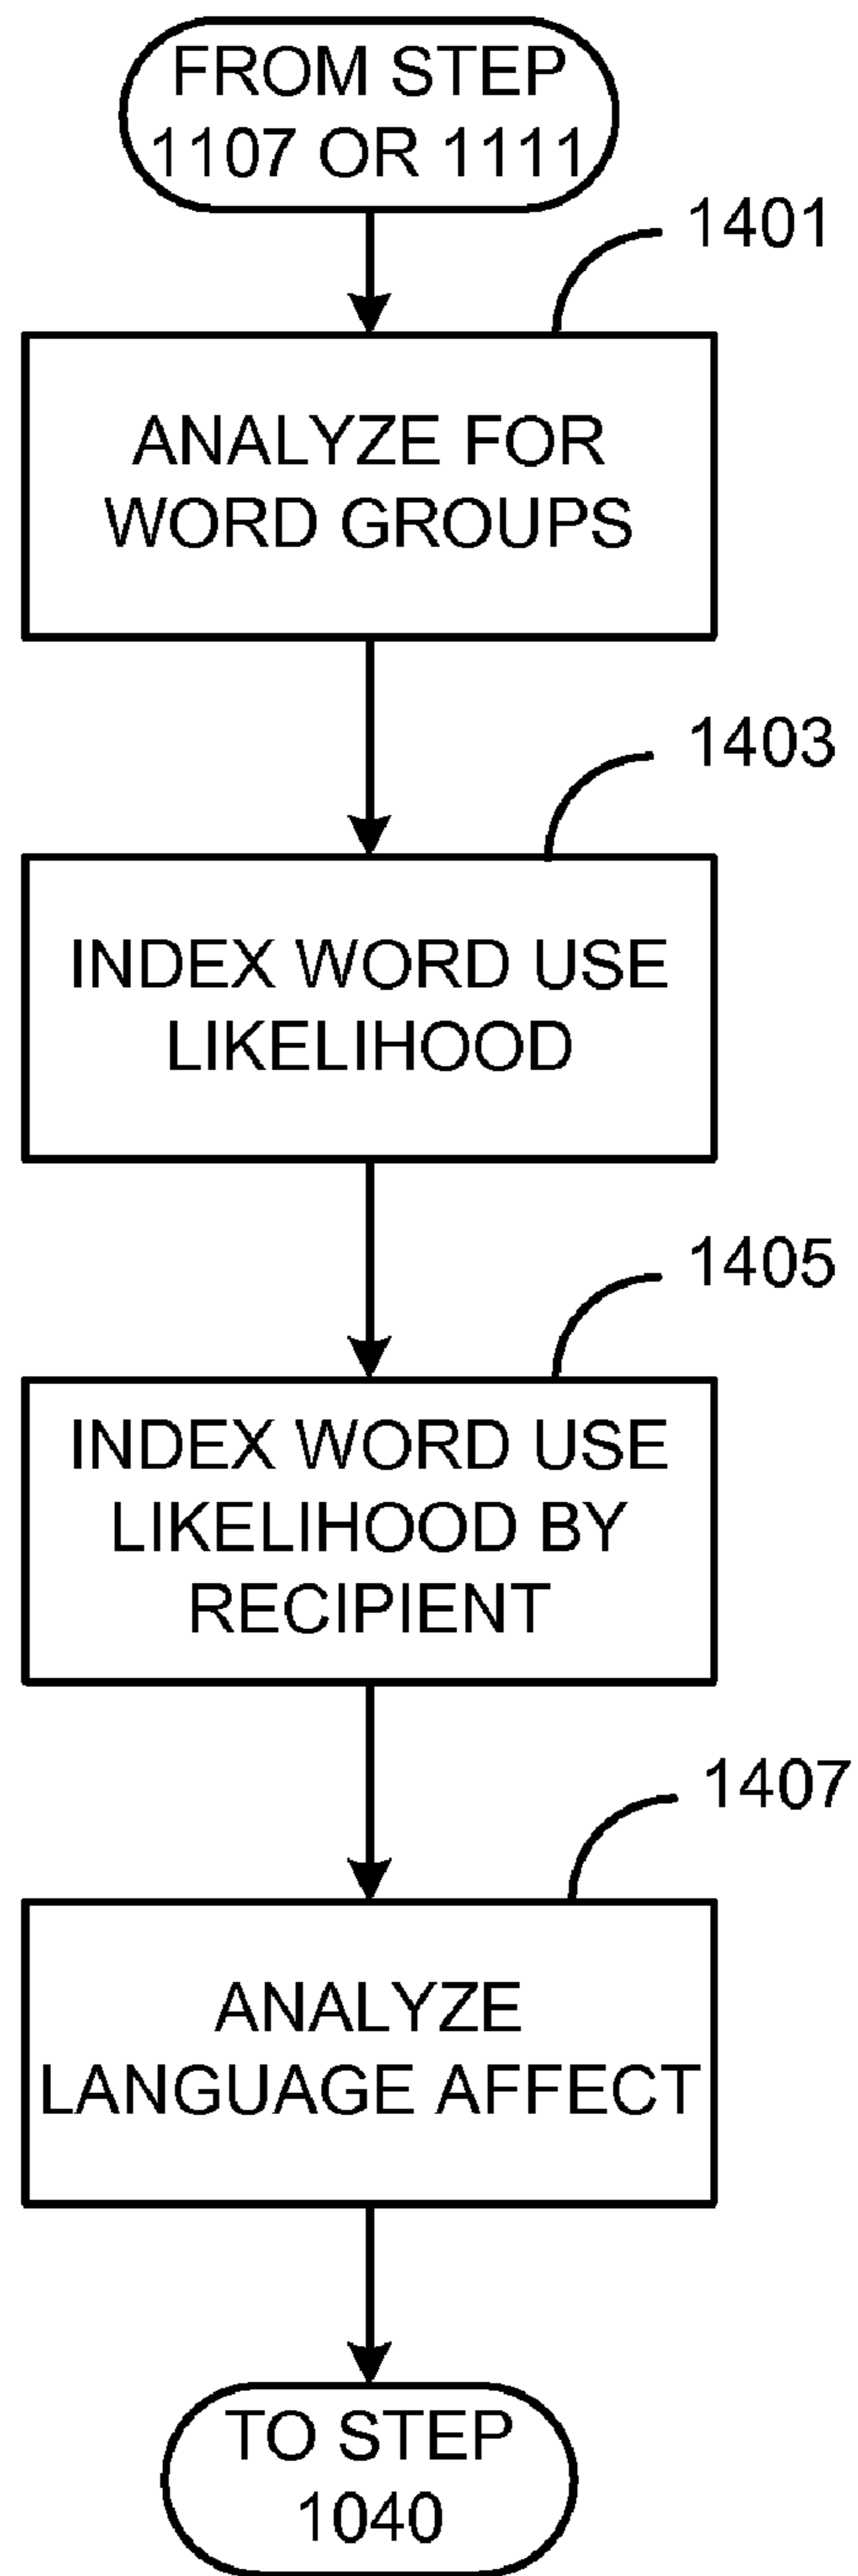 FROM STEP
1107 OR 1111
1401
ANALYZE FOR
WORD GROUPS
1403
INDEX WORD USE
LIKELIHOOD
1405
INDEX WORD USE
LIKELIHOOD BY
RECIPIENT
1407
ANALYZE
LANGUAGE AFFECT
TO STEP
1040